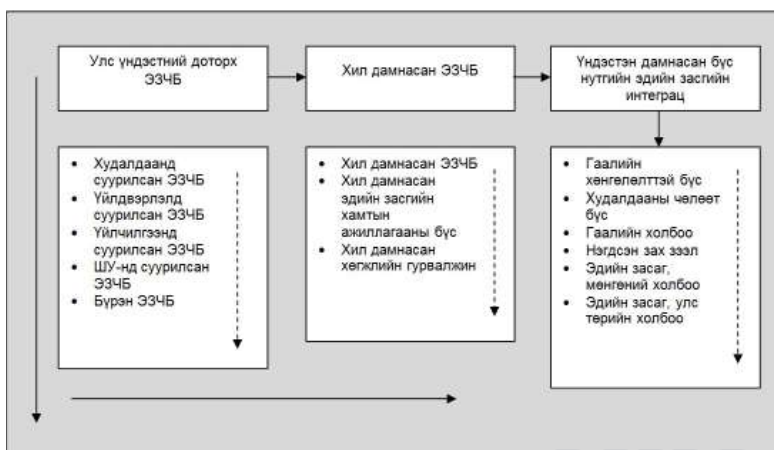 Улс үндэстний доторх
ЭЗЧБ
Хил дамнасан ЭЗЧБ
Үндэстэн дамнасан бүс
нутгийн эдийн засгийн
интеграц
• Худалдаанд
суурилсан ЭЗЧБ
• Үйлдвэрлэлд
суурилсан ЭЗЧБ
• Үйлчилгээнд
суурилсан ЭЗЧБ
• ШУ-нд суурилсан
ЭЗЧБ
• Бүрэн ЭЗЧБ
• Хил дамнасан ЭЗЧБ
• Хил дамнасан
эдийн засгийн
хамтын
ажиллагааны бүс
• Хил дамнасан
хөгжлийн гурвалжин
• Гаалийн
хөнгөлөлттэй бүс
• Худалдааны чөлөөт
бүс
• Гаалийн холбоо
• Нэгдсэн зах зээл
• Эдийн засаг,
мөнгөний холбоо
• Эдийн засаг, улс
төрийн холбоо